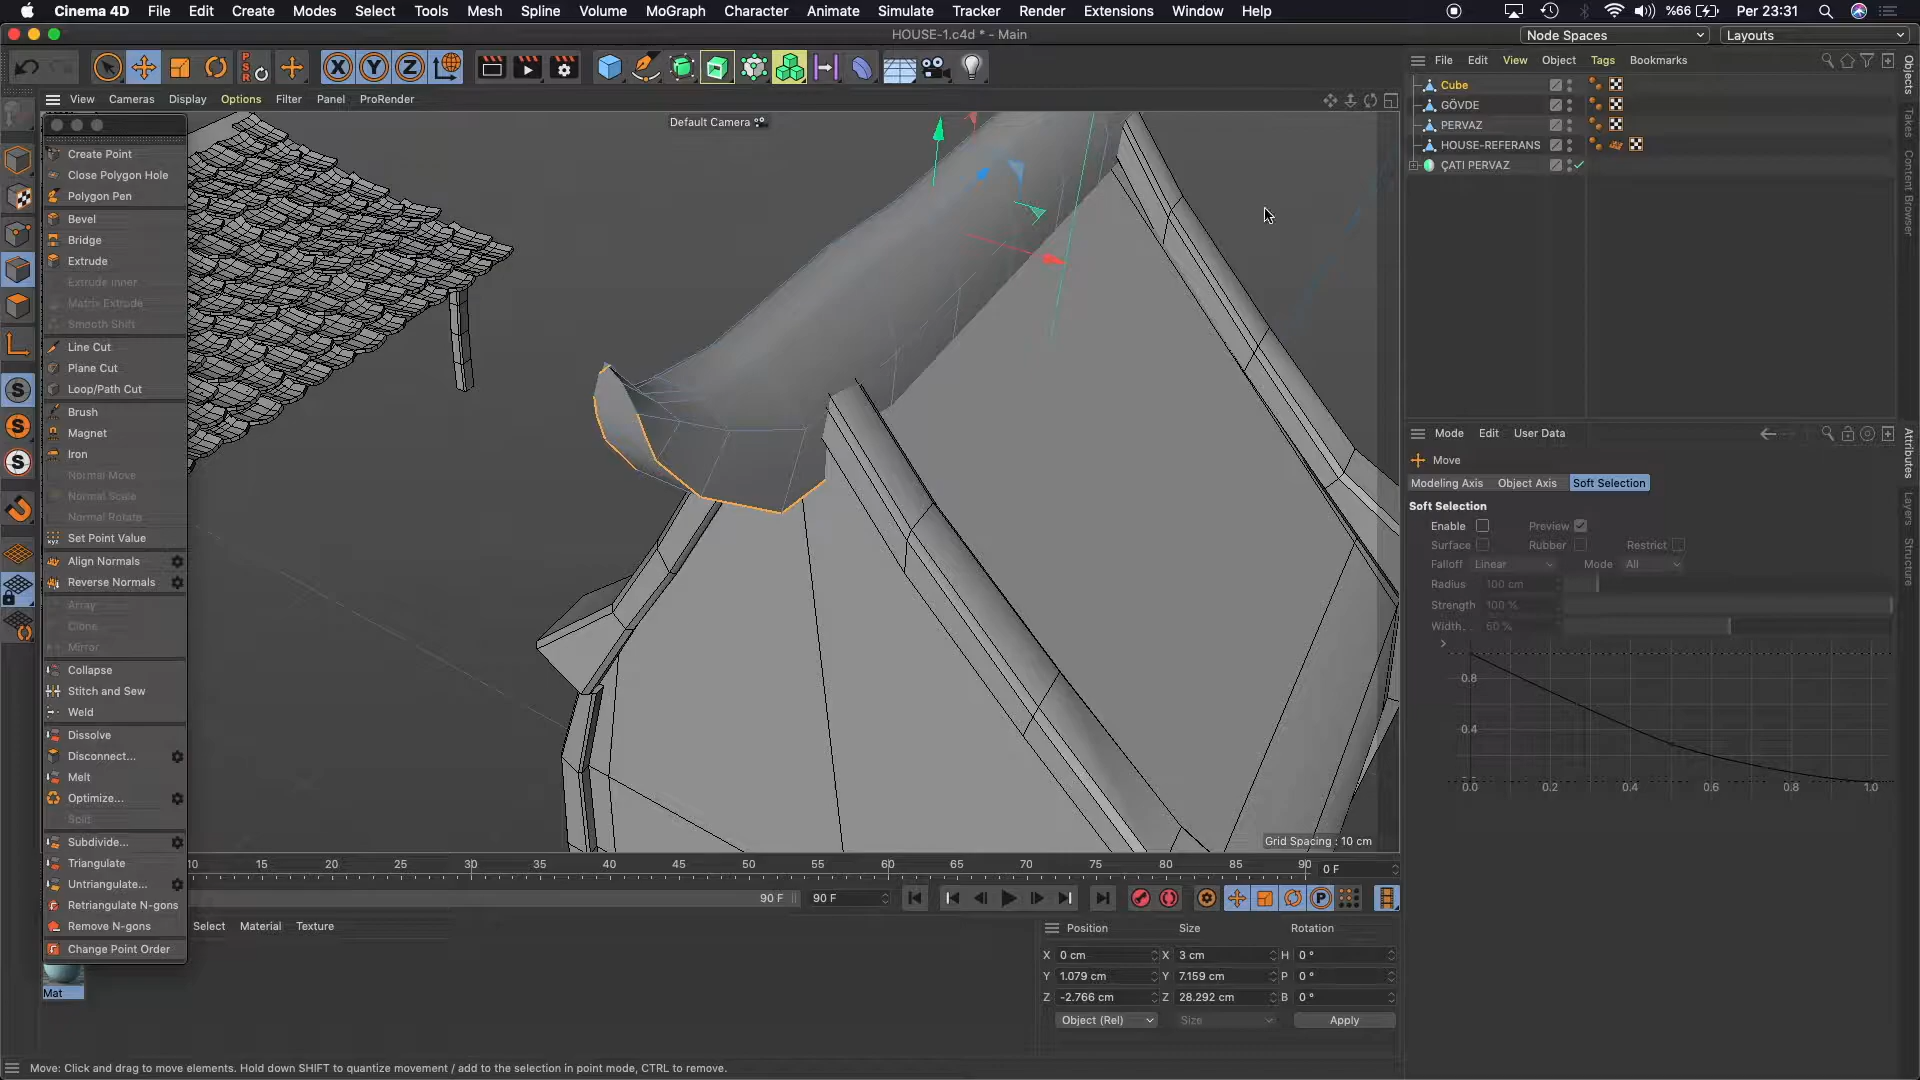 Cinema 4D File Edit Create Modes Select Tools Mesh Spline Volume MoGraph Character Animate Simulate Tracker Render Extensions Window Help %66 Per 23:31
HOUSE-1.c4d * - Main
Node Spaces Layouts
View Cameras Display Options Filter Panel ProRender
Default Camera
Create Point
Close Polygon Hole
Polygon Pen
Bevel
Bridge
Extrude
Extrude Inner
Matrix Extrude
Smooth Shift
Line Cut
Plane Cut
Loop/Path Cut
Brush
Magnet
Iron
Normal Move
Normal Scale
Normal Rotate
Set Point Value
Align Normals
Reverse Normals
Array
Clone
Mirror
Collapse
Stitch and Sew
Weld
Dissolve
Disconnect...
Melt
Optimize...
Split
Subdivide...
Triangulate
Untriangulate...
Retriangulate N-gons
Remove N-gons
Change Point Order
Grid Spacing : 10 cm
10 15 20 25 30 35 40 45 50 55 60 65 70 75 80 85 90
0 F
90 F 90 F
Select Material Texture
Mat
Position Size Rotation
X 0 cm X 3 cm H 0 °
Y 1.079 cm Y 7.159 cm P 0 °
Z -2.766 cm Z 28.292 cm B 0 °
Object (Rel) Size Apply
Move: Click and drag to move elements. Hold down SHIFT to quantize movement / add to the selection in point mode, CTRL to remove.
File Edit View Object Tags Bookmarks
Cube
GÖVDE
PERVAZ
HOUSE-REFERANS
ÇATI PERVAZ
Objects
Takes
Content Browser
Mode Edit User Data
Move
Modeling Axis Object Axis Soft Selection
Soft Selection
Enable Preview
Surface Rubber Restrict
Falloff Linear Mode All
Radius 100 cm
Strength 100 %
Width. . 60 %
0.8
0.4
0.0 0.2 0.4 0.6 0.8 1.0
Attributes
Layers
Structure